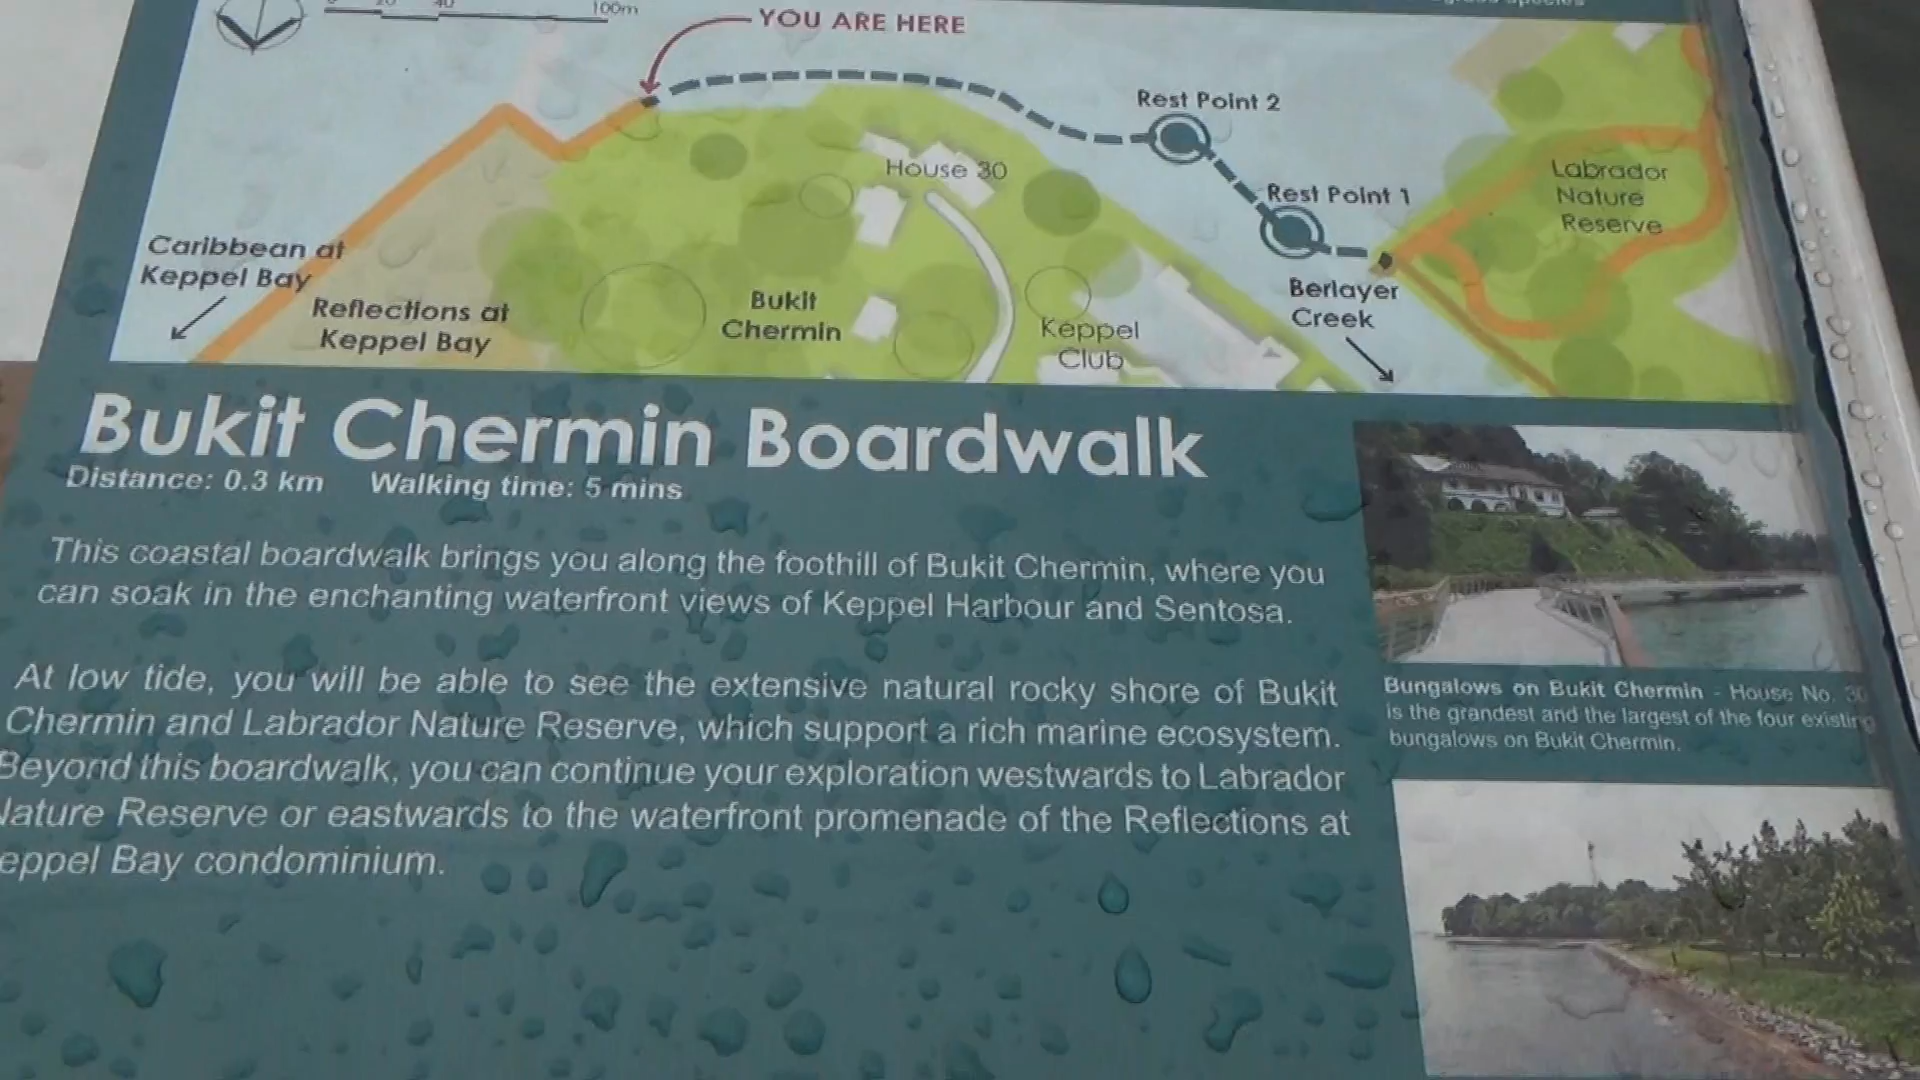 100m
YOU ARE HERE
Rest Point 2
House 30
Rest Point 1
Labrador
Nature
Reserve
Caribbean at
Keppel Bay
Reflections at
Keppel Bay
Bukit
Chermin
Keppel
Club
Berlayer
Creek
Bukit Chermin Boardwalk
Distance: 0.3 km Walking time: 5 mins
This coastal boardwalk brings you along the foothill of Bukit Chermin, where you
can soak in the enchanting waterfront views of Keppel Harbour and Sentosa.
At low tide, you will be able to see the extensive natural rocky shore of Bukit
Chermin and Labrador Nature Reserve, which support a rich marine ecosystem.
Beyond this boardwalk, you can continue your exploration westwards to Labrador
Nature Reserve or eastwards to the waterfront promenade of the Reflections at
eppel Bay condominium.
Bungalows on Bukit Chermin - House No. 30
is the grandest and the largest of the four existing
bungalows on Bukit Chermin.